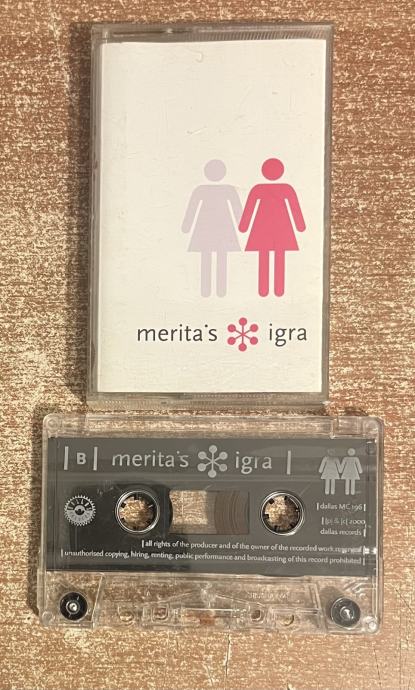 merita's igra
| B | merita's igra |
| dallas MC 196 |
| [p] & [c] 2000
dallas records |
| all rights of the producer and of the owner of the recorded work reserved |
| unauthorised copying, hiring, renting, public performance and broadcasting of this record prohibited |